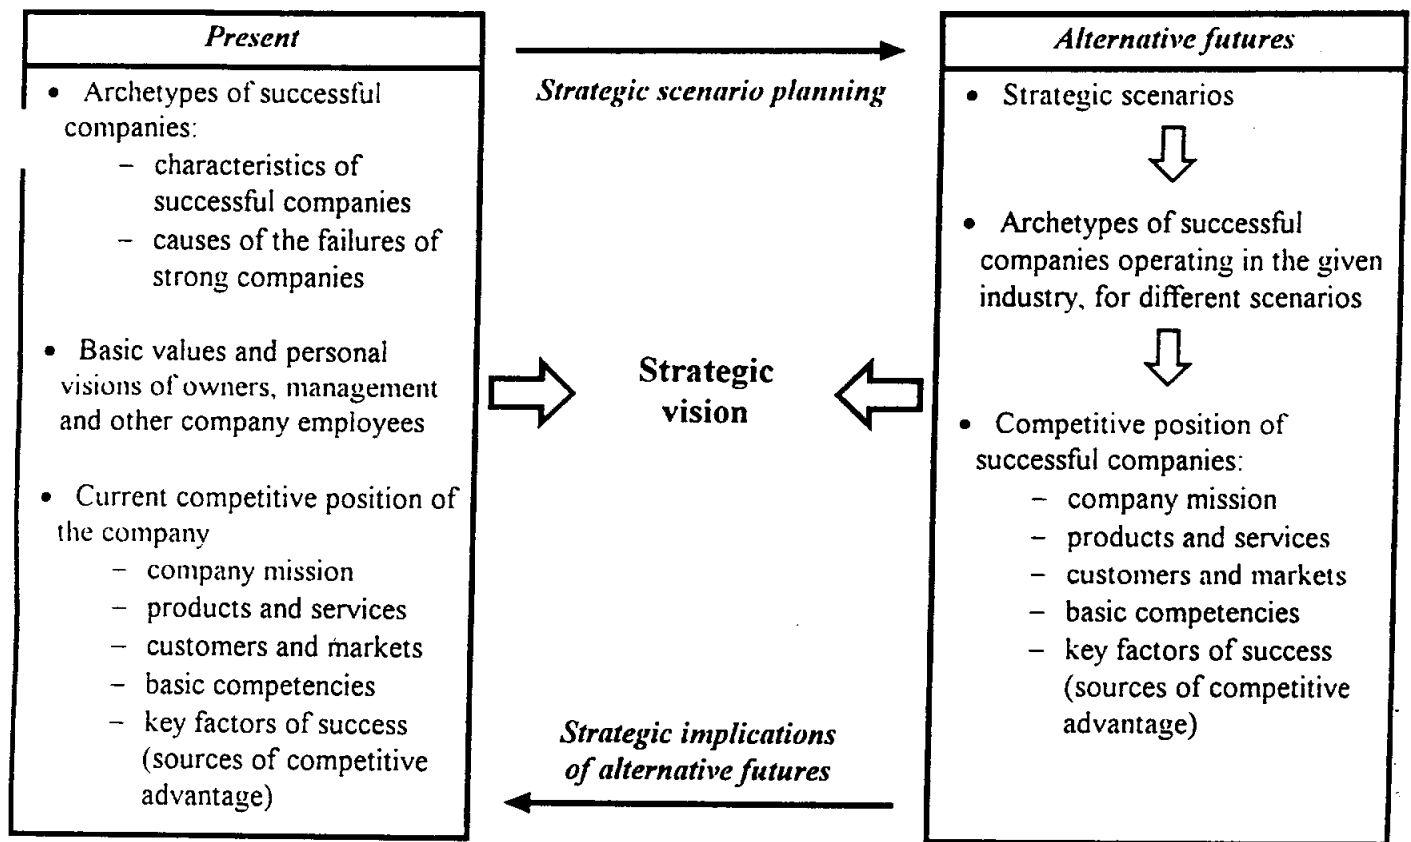 Present
• Archetypes of successful
companies:
– characteristics of
successful companies
– causes of the failures of
strong companies
• Basic values and personal
visions of owners, management
and other company employees
• Current competitive position of
the company
– company mission
– products and services
– customers and markets
– basic competencies
– key factors of success
(sources of competitive
advantage)
Strategic scenario planning
Strategic
vision
Strategic implications
of alternative futures
Alternative futures
• Strategic scenarios
• Archetypes of successful
companies operating in the given
industry, for different scenarios
• Competitive position of
successful companies:
– company mission
– products and services
– customers and markets
– basic competencies
– key factors of success
(sources of competitive
advantage)